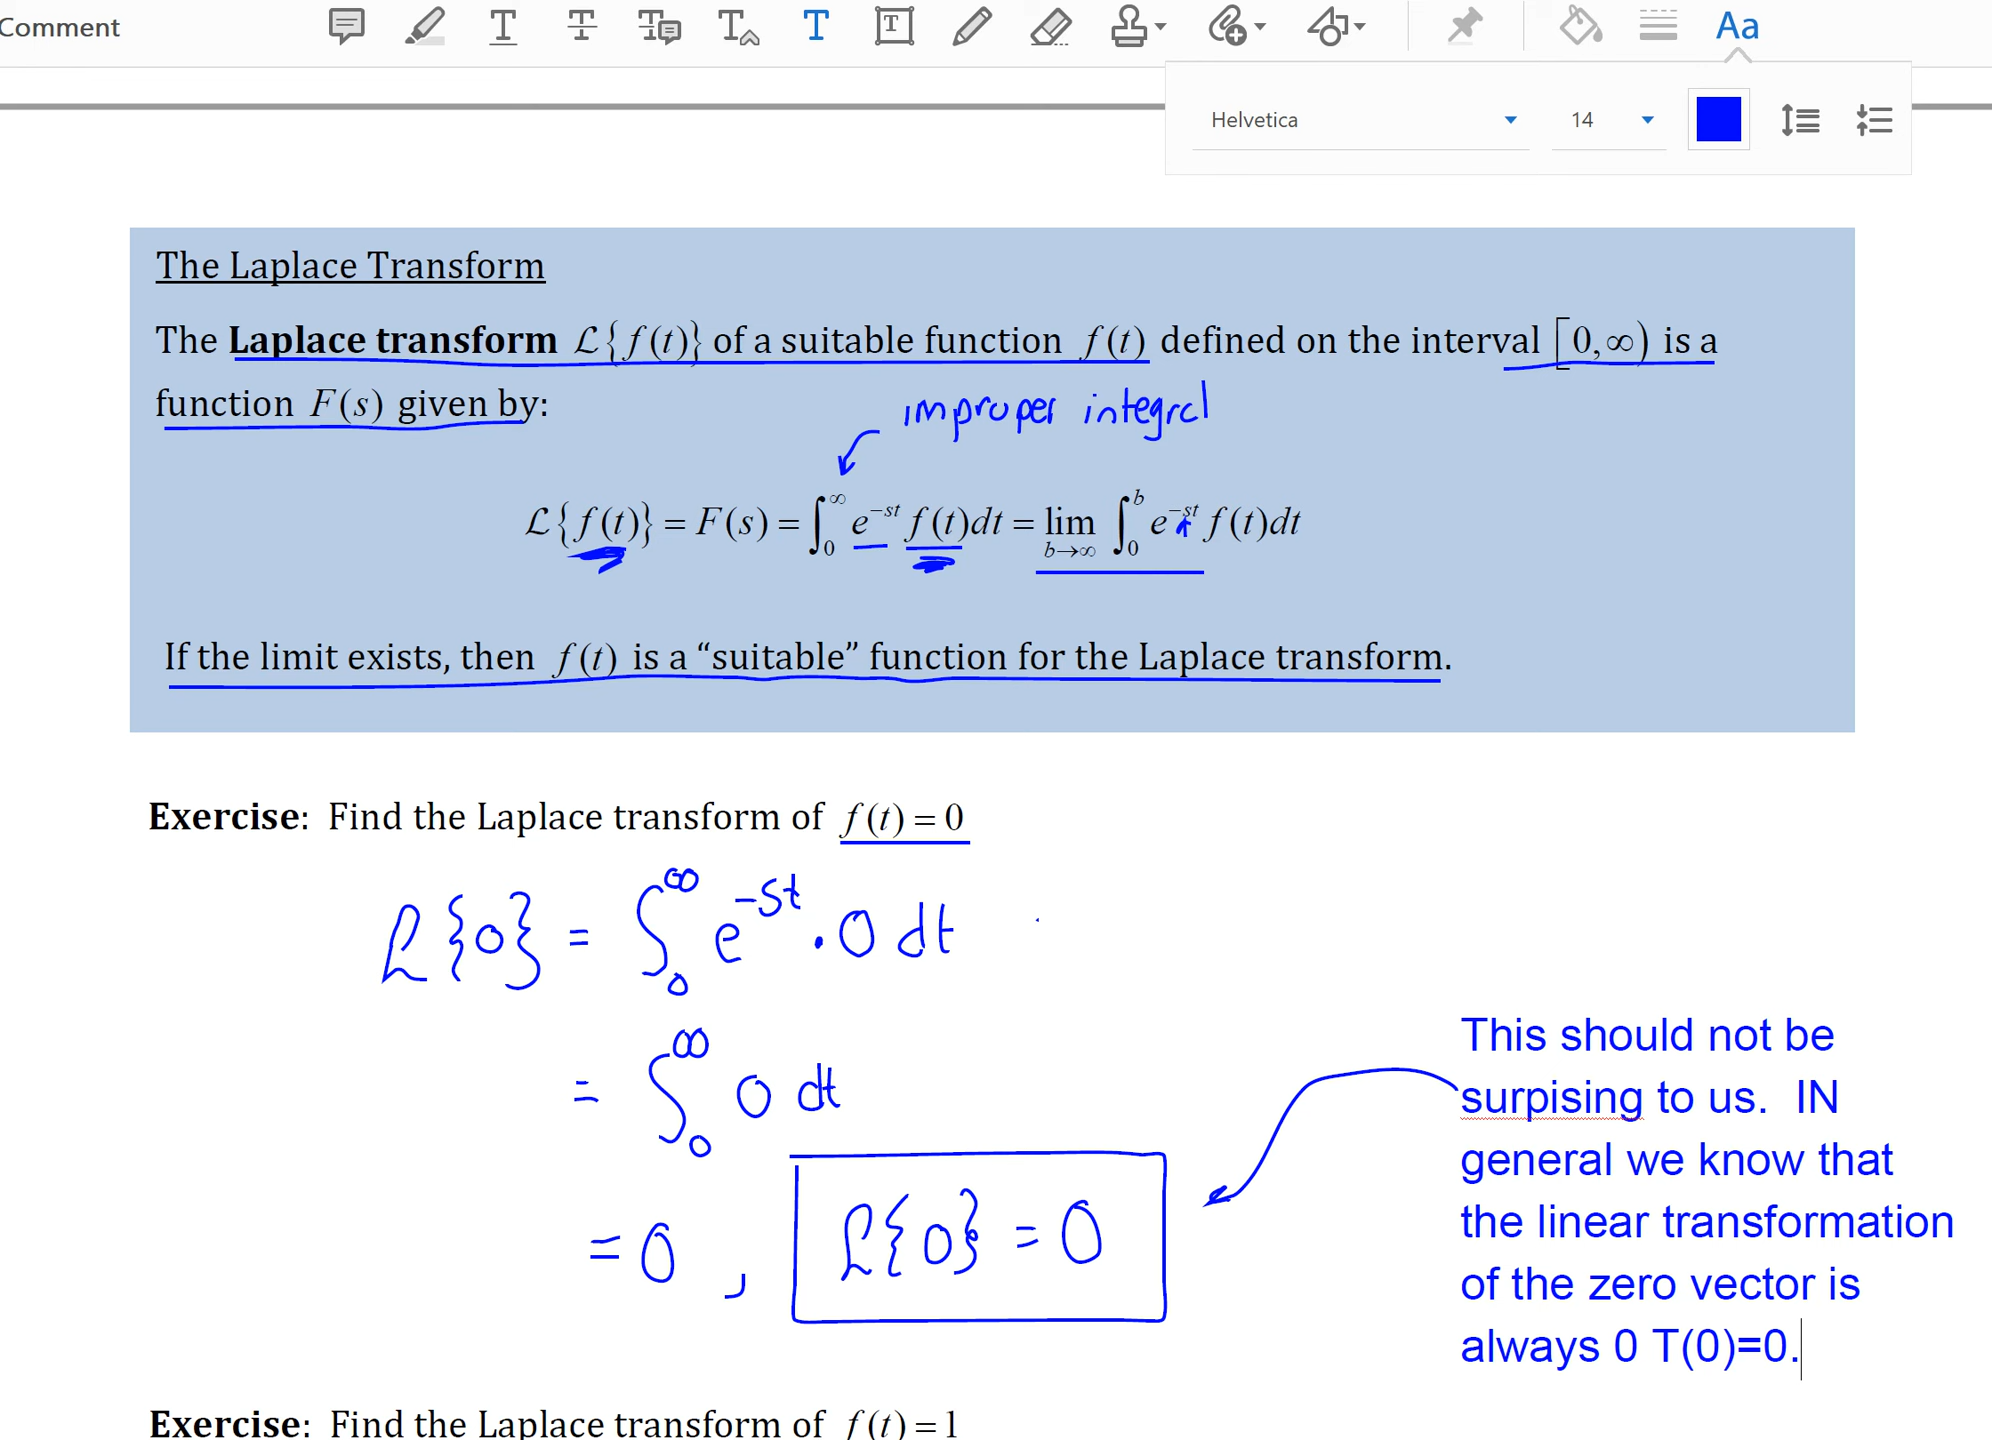 Comment
Aa
Helvetica 14
The Laplace Transform
The Laplace transform ℒ{f(t)} of a suitable function f(t) defined on the interval [0,∞) is a
function F(s) given by:
improper integral
ℒ{f(t)} = F(s) = ∫₀^∞ e^{-st} f(t)dt = lim_{b→∞} ∫₀^b e^{-st} f(t)dt
If the limit exists, then f(t) is a “suitable” function for the Laplace transform.
Exercise: Find the Laplace transform of f(t) = 0
ℒ{0} = ∫₀^∞ e^{-st} · 0 dt
= ∫₀^∞ 0 dt
= 0 , ℒ{0} = 0
This should not be
surpising to us. IN
general we know that
the linear transformation
of the zero vector is
always 0 T(0)=0.
Exercise: Find the Laplace transform of f(t) = 1